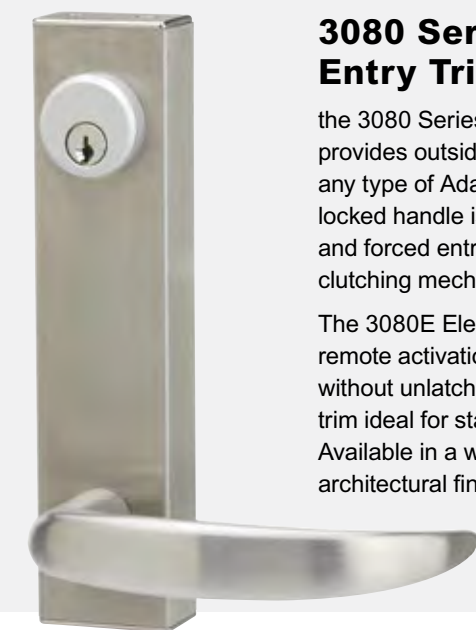 3080 Ser
Entry Tri
the 3080 Series
provides outsid
any type of Ada
locked handle i
and forced entr
clutching mech
The 3080E Ele
remote activatio
without unlatch
trim ideal for sta
Available in a w
architectural fin